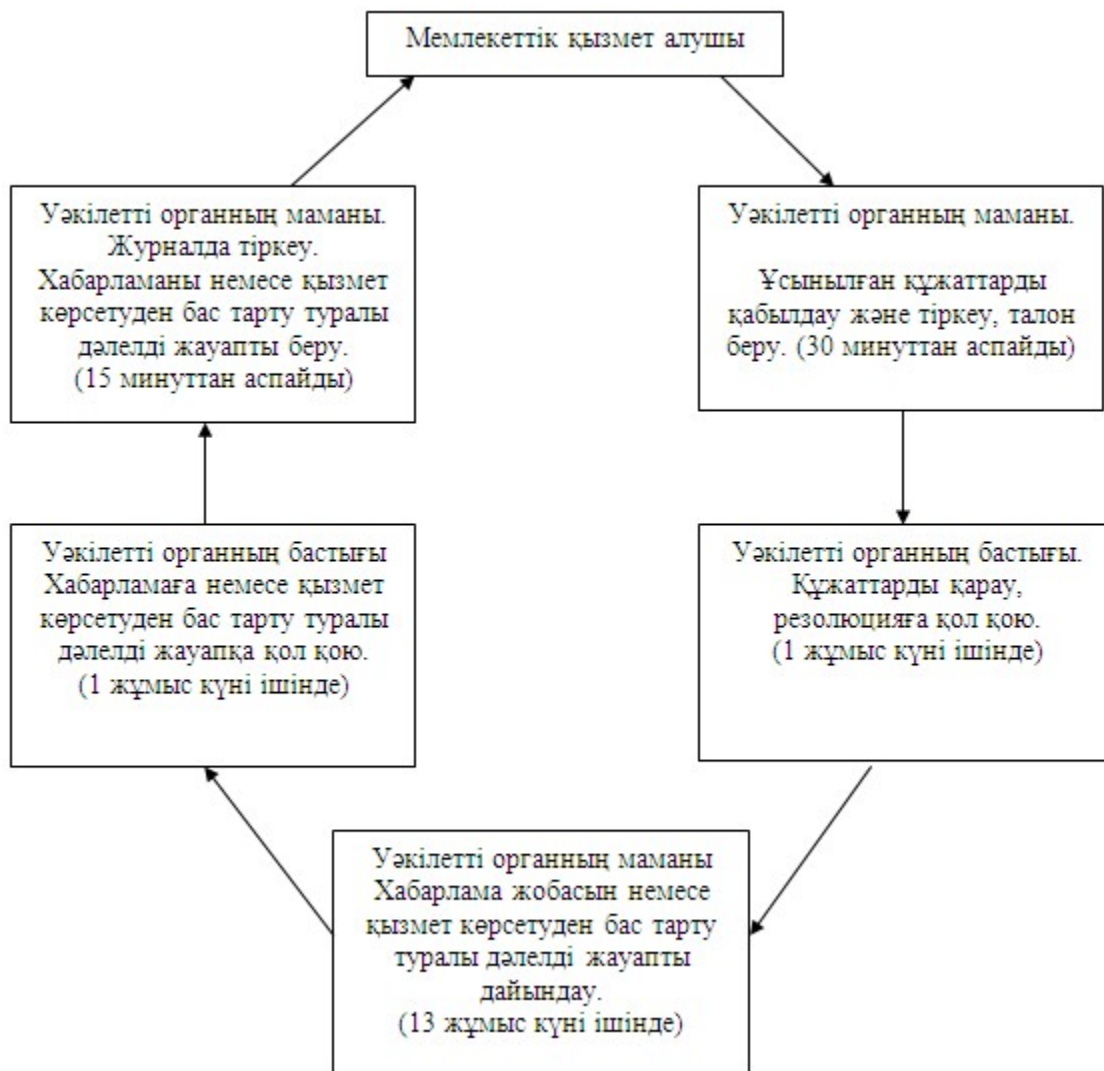 Мемлекеттік қызмет алушы
Уәкілетті органның маманы.
Ұсынылған құжаттарды
қабылдау және тіркеу, талон
беру. (30 минуттан аспайды)
Уәкілетті органның бастығы.
Құжаттарды қарау,
резолюцияға қол қою.
(1 жұмыс күні ішінде)
Уәкілетті органның маманы
Хабарлама жобасын немесе
қызмет көрсетуден бас тарту
туралы дәлелді жауапты
дайындау.
(13 жұмыс күні ішінде)
Уәкілетті органның бастығы
Хабарламаға немесе қызмет
көрсетуден бас тарту туралы
дәлелді жауапқа қол қою.
(1 жұмыс күні ішінде)
Уәкілетті органның маманы.
Журналда тіркеу.
Хабарламаны немесе қызмет
көрсетуден бас тарту туралы
дәлелді жауапты беру.
(15 минуттан аспайды)